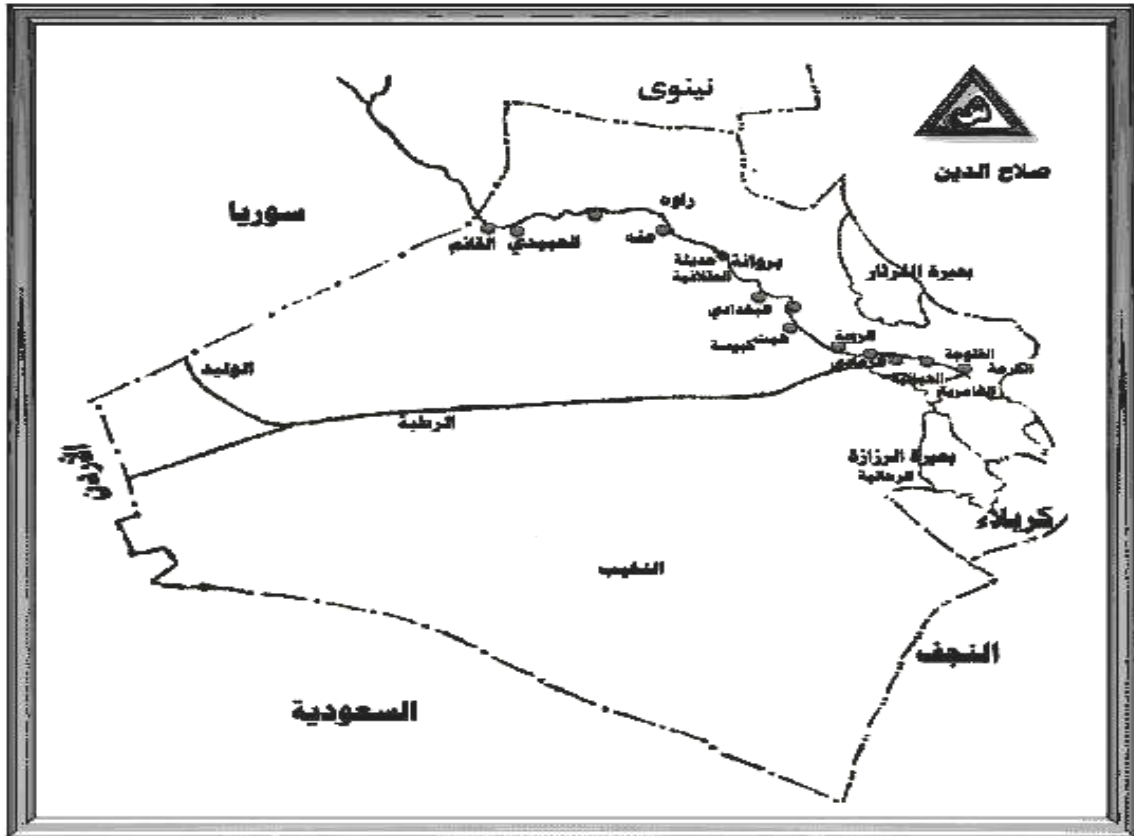 نينوى
صلاح الدين
سوريا
راوه
القائم
العبيدي
عنه
بروانة
حديثة
بحيرة الثرثار
البغدادي
هيت
كبيسة
الوليد
الرطبة
الرمادي
الفلوجة
الكرمة
الحبانية
العامرية
الأردن
بحيرة الرزازة
الرحالية
كربلاء
النخيب
النجف
السعودية